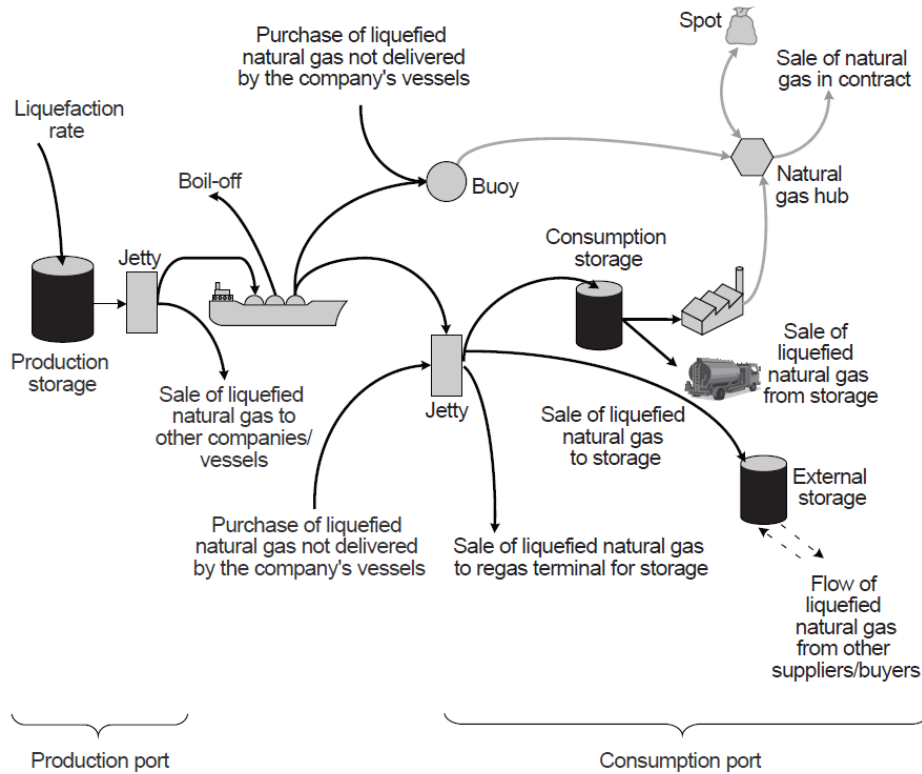 Spot
Purchase of liquefied
natural gas not delivered
by the company's vessels
Sale of natural
gas in contract
Liquefaction
rate
Boil-off
Buoy
Natural
gas hub
Jetty
Consumption
storage
Production
storage
Sale of
liquefied
natural gas
from storage
Sale of liquefied
natural gas to
other companies/
vessels
Jetty
Sale of liquefied
natural gas
to storage
External
storage
Purchase of liquefied
natural gas not delivered
by the company's vessels
Sale of liquefied natural gas
to regas terminal for storage
Flow of
liquefied
natural gas
from other
suppliers/buyers
Production port
Consumption port